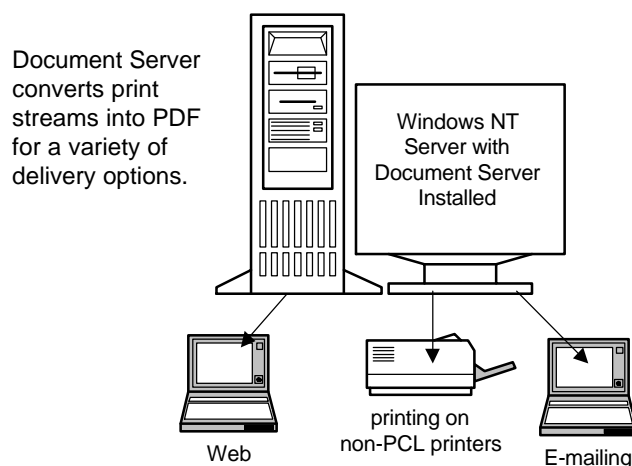 Document Server
converts print
streams into PDF
for a variety of
delivery options.
Windows NT
Server with
Document Server
Installed
Web
printing on
non-PCL printers
E-mailing